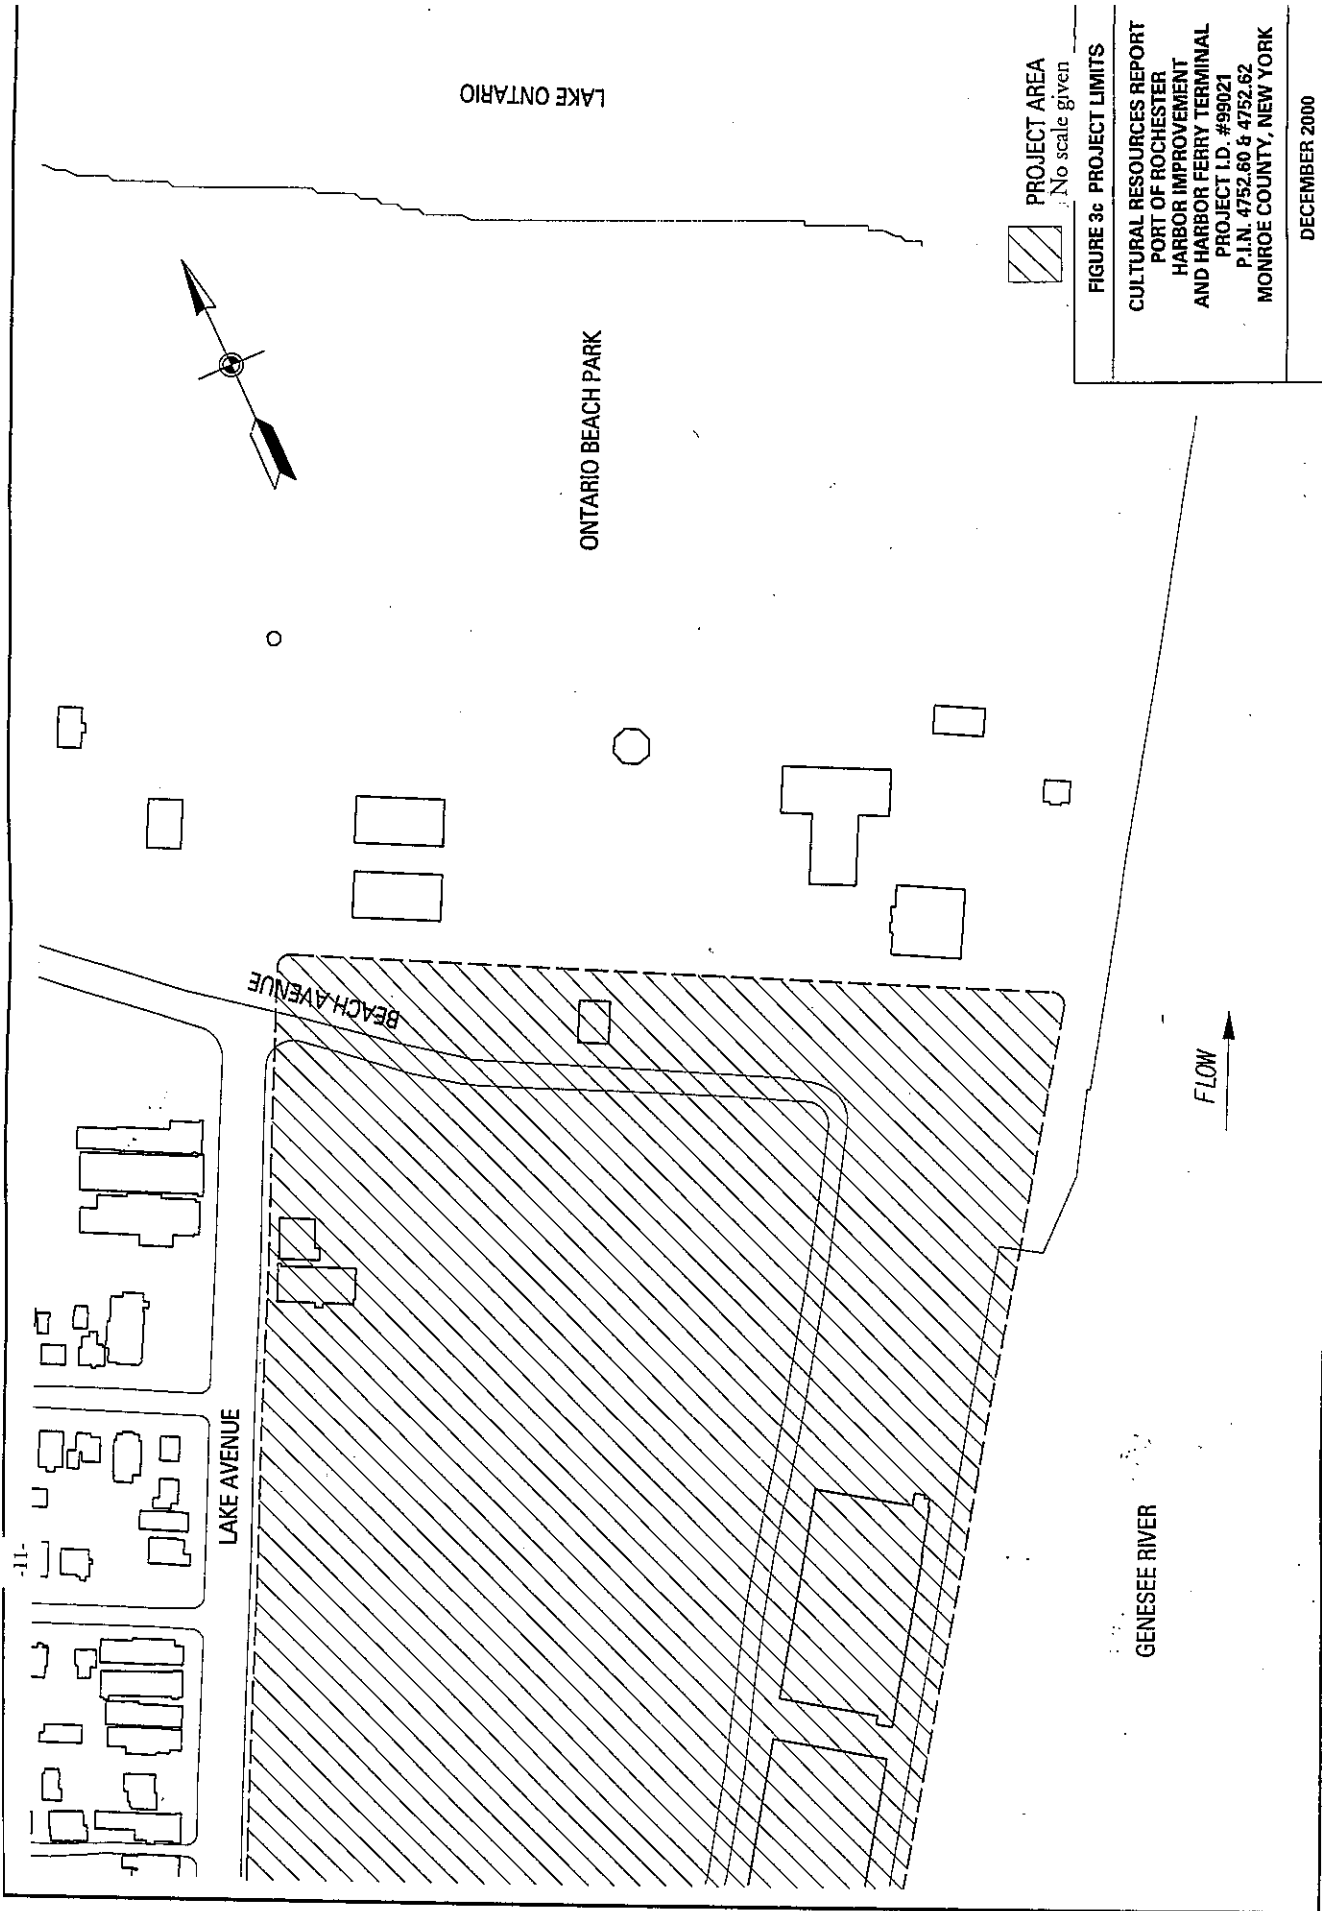 -11-
LAKE ONTARIO
ONTARIO BEACH PARK
BEACH AVENUE
LAKE AVENUE
FLOW
GENESEE RIVER
PROJECT AREA
No scale given
FIGURE 3c PROJECT LIMITS
CULTURAL RESOURCES REPORT
PORT OF ROCHESTER
HARBOR IMPROVEMENT
AND HARBOR FERRY TERMINAL
PROJECT I.D. #99021
P.I.N. 4752.60 & 4752.62
MONROE COUNTY, NEW YORK
DECEMBER 2000